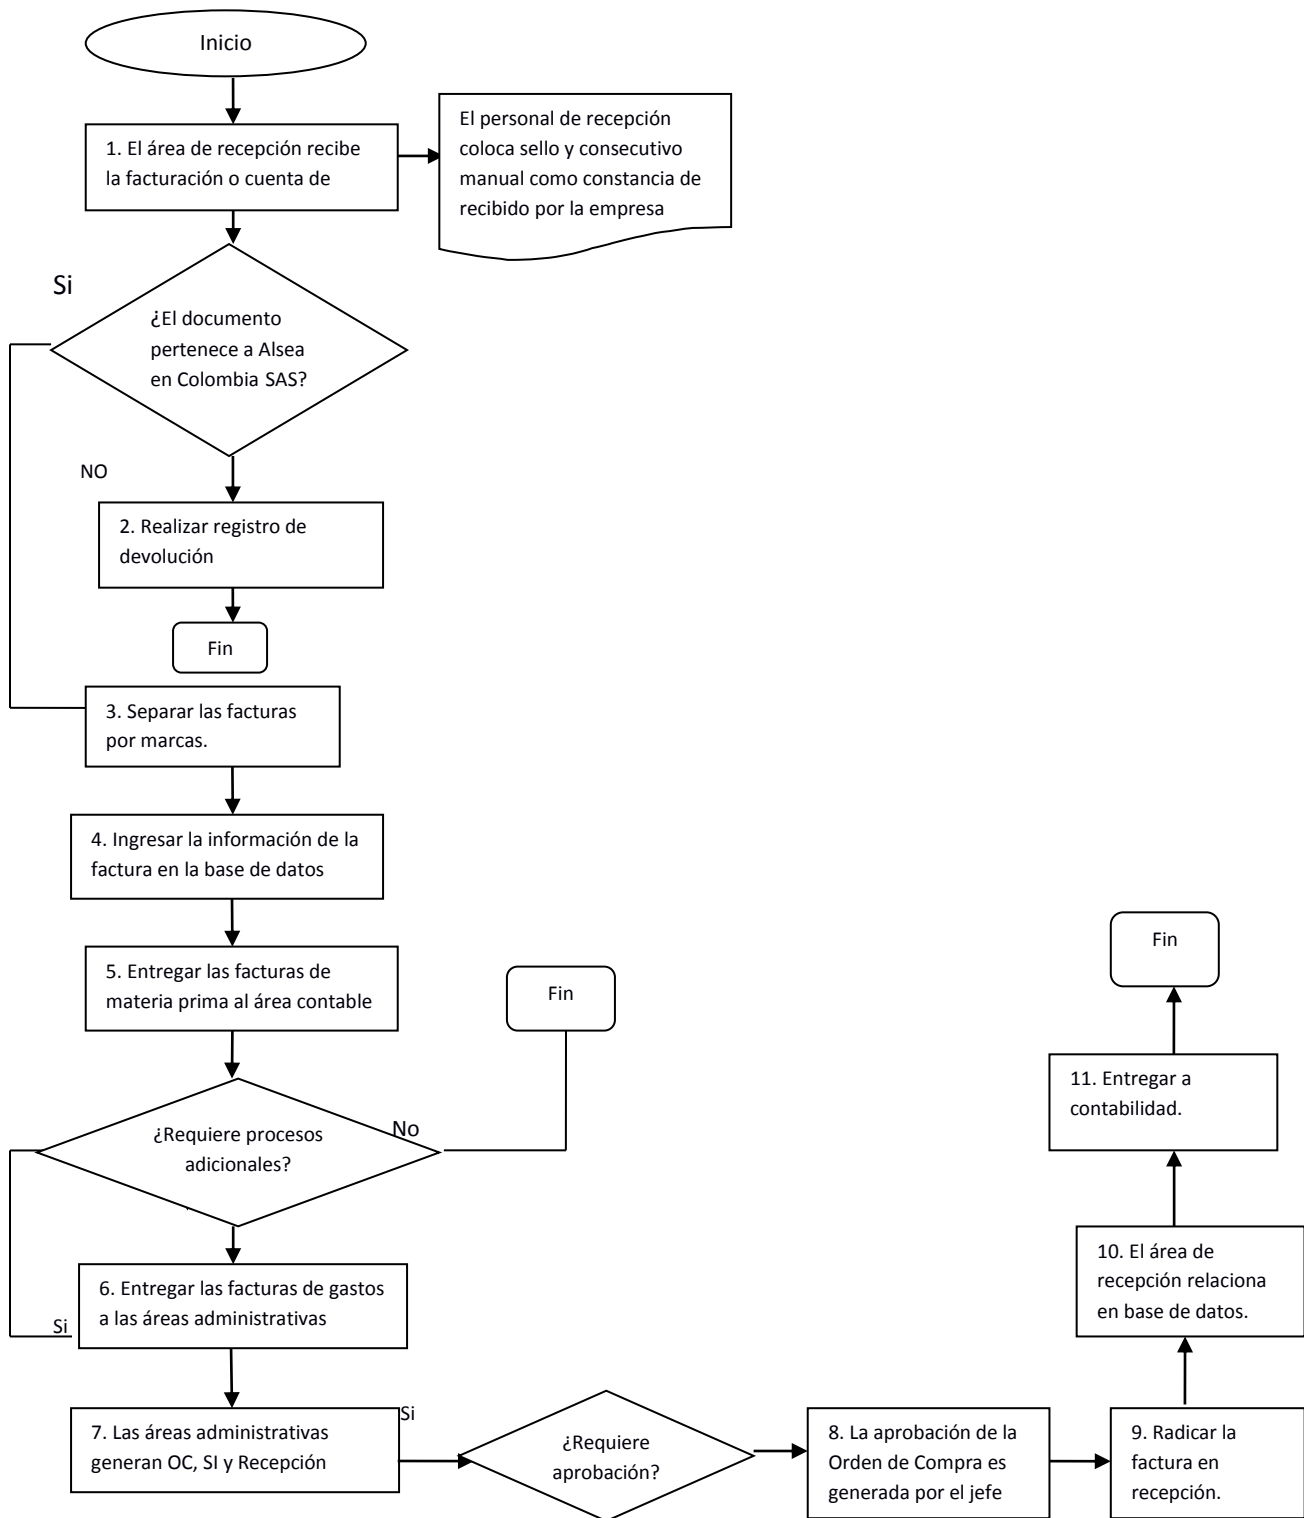 Inicio
1. El área de recepción recibe
la facturación o cuenta de
El personal de recepción
coloca sello y consecutivo
manual como constancia de
recibido por la empresa
Si
¿El documento
pertenece a Alsea
en Colombia SAS?
NO
2. Realizar registro de
devolución
Fin
3. Separar las facturas
por marcas.
4. Ingresar la información de la
factura en la base de datos
5. Entregar las facturas de
materia prima al área contable
Fin
¿Requiere procesos
adicionales?
No
6. Entregar las facturas de gastos
a las áreas administrativas
Si
7. Las áreas administrativas
generan OC, SI y Recepción
Si
¿Requiere
aprobación?
8. La aprobación de la
Orden de Compra es
generada por el jefe
9. Radicar la
factura en
recepción.
10. El área de
recepción relaciona
en base de datos.
11. Entregar a
contabilidad.
Fin